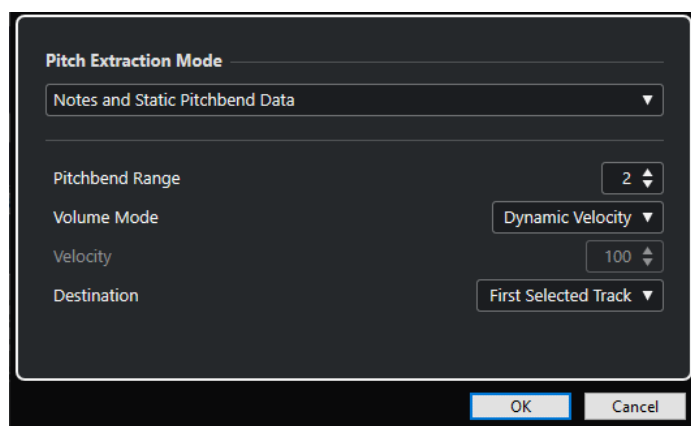 Pitch Extraction Mode
Notes and Static Pitchbend Data
Pitchbend Range 2
Volume Mode Dynamic Velocity
Velocity 100
Destination First Selected Track
OK Cancel